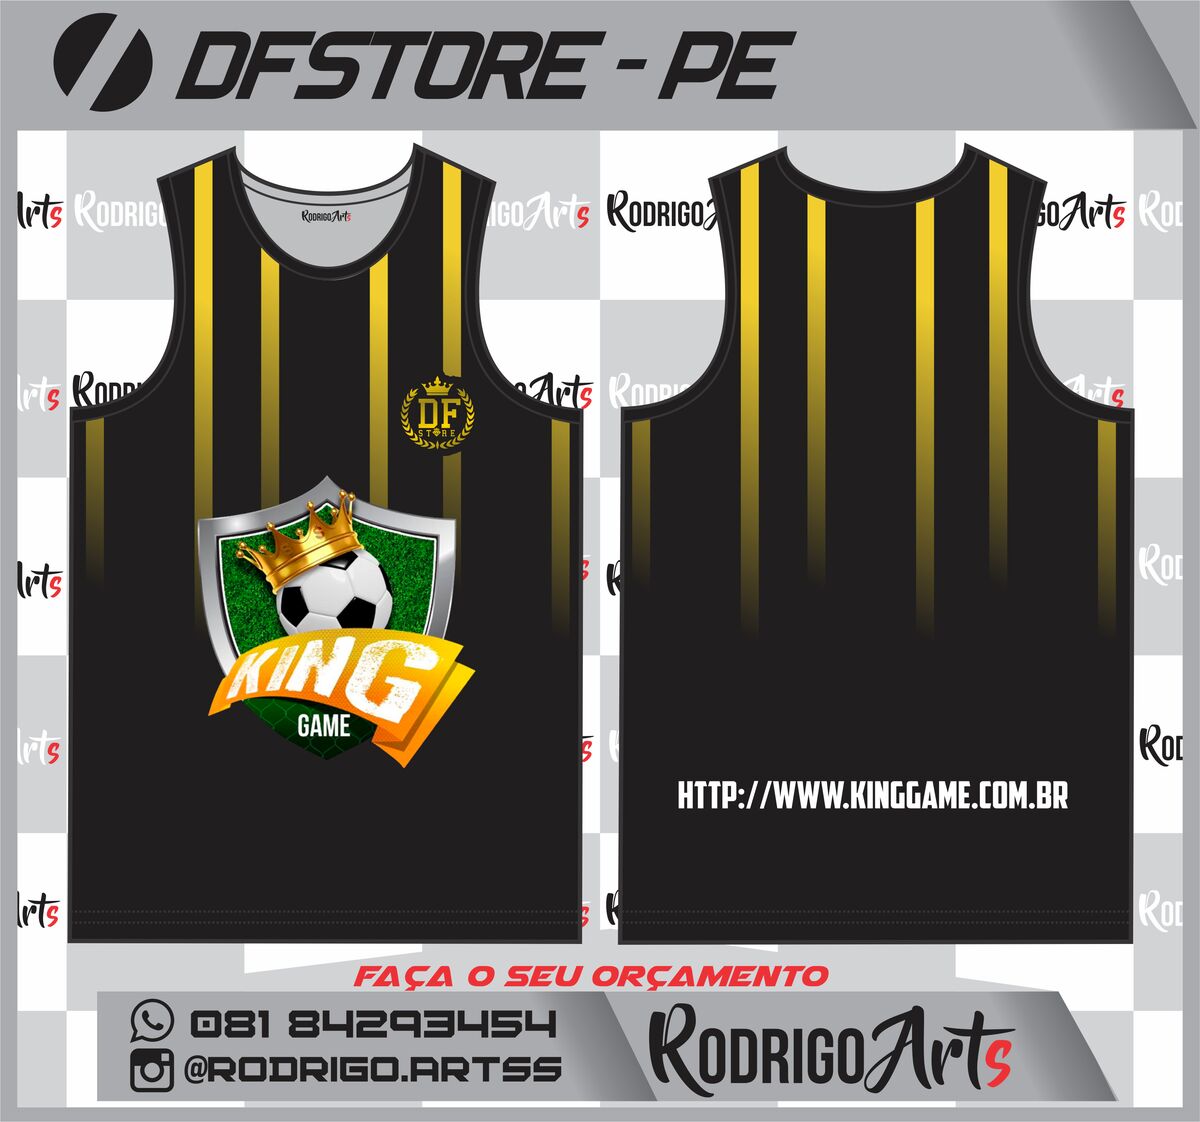 DFSTORE - PE
RODRIGOArts
DF
STORE
KING
GAME
HTTP://WWW.KINGGAME.COM.BR
FAÇA O SEU ORÇAMENTO
081 84293454
@RODRIGO.ARTSS
RODRIGOArts